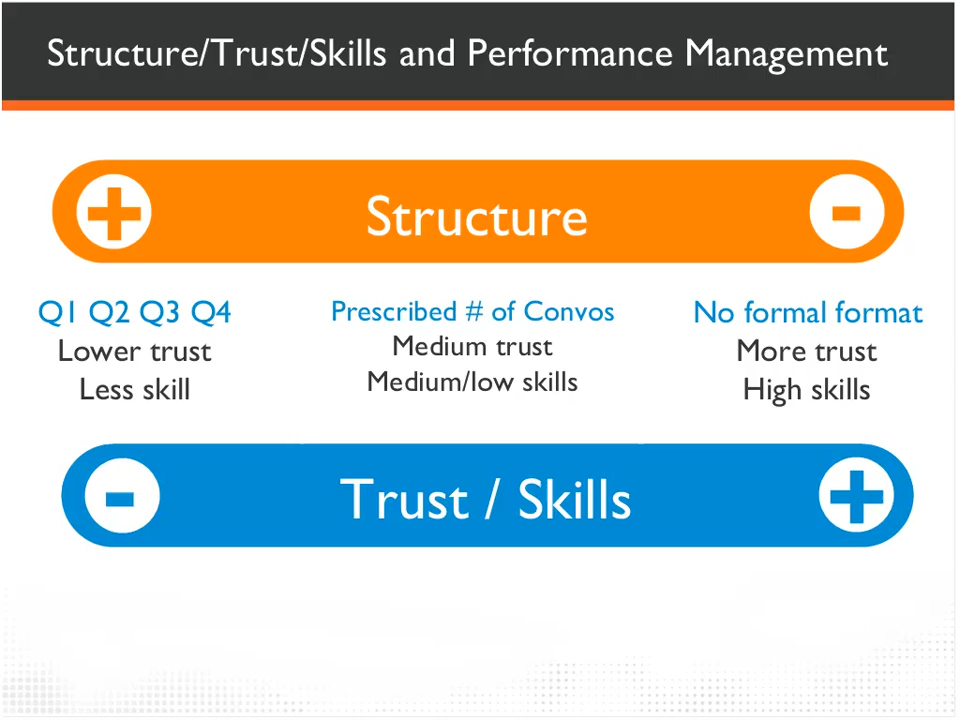 Structure/Trust/Skills and Performance Management
+ Structure -
Q1 Q2 Q3 Q4
Lower trust
Less skill
Prescribed # of Convos
Medium trust
Medium/low skills
No formal format
More trust
High skills
- Trust / Skills +